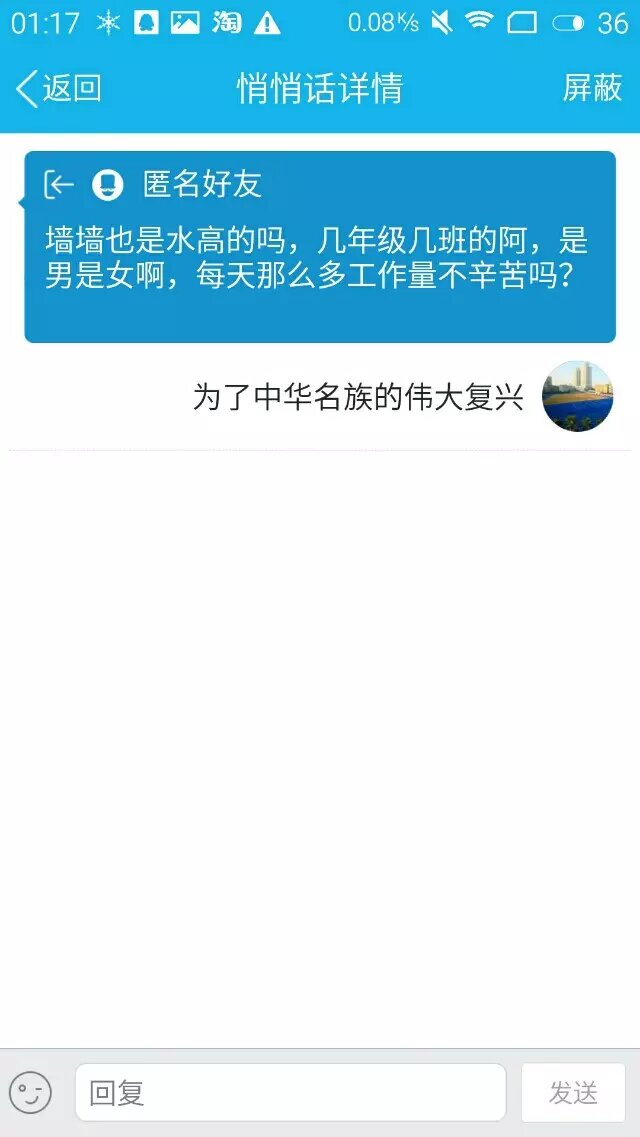 01:17 淘 0.08K/s 36
返回 悄悄话详情 屏蔽
匿名好友
墙墙也是水高的吗，几年级几班的阿，是
男是女啊，每天那么多工作量不辛苦吗？
为了中华名族的伟大复兴
回复 发送